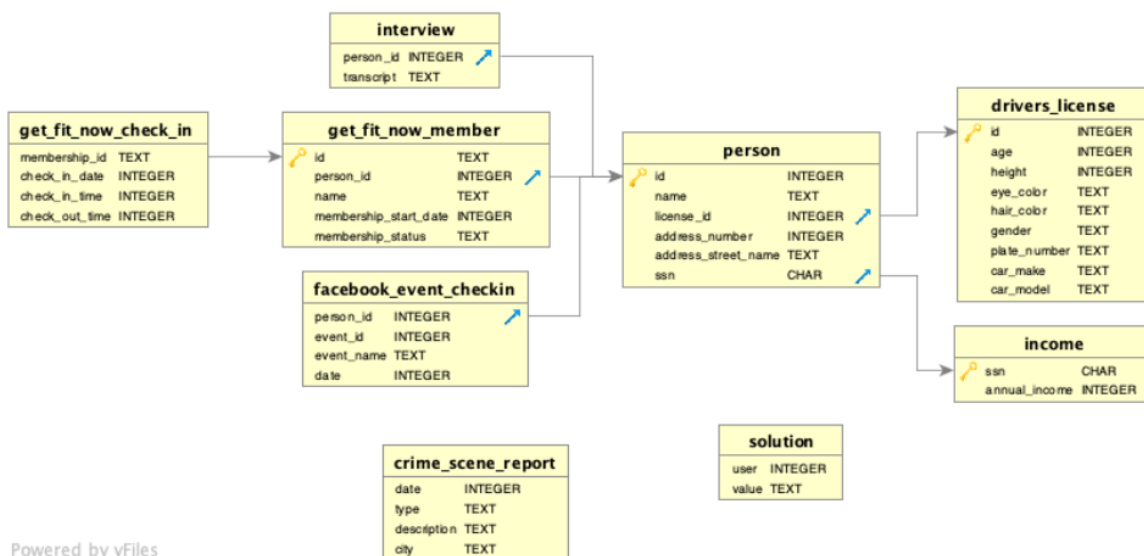 interview
person_id INTEGER
transcript TEXT
get_fit_now_check_in
membership_id TEXT
check_in_date INTEGER
check_in_time INTEGER
check_out_time INTEGER
get_fit_now_member
id TEXT
person_id INTEGER
name TEXT
membership_start_date INTEGER
membership_status TEXT
facebook_event_checkin
person_id INTEGER
event_id INTEGER
event_name TEXT
date INTEGER
person
id INTEGER
name TEXT
license_id INTEGER
address_number INTEGER
address_street_name TEXT
ssn CHAR
drivers_license
id INTEGER
age INTEGER
height INTEGER
eye_color TEXT
hair_color TEXT
gender TEXT
plate_number TEXT
car_make TEXT
car_model TEXT
income
ssn CHAR
annual_income INTEGER
solution
user INTEGER
value TEXT
crime_scene_report
date INTEGER
type TEXT
description TEXT
city TEXT
Powered by yFiles